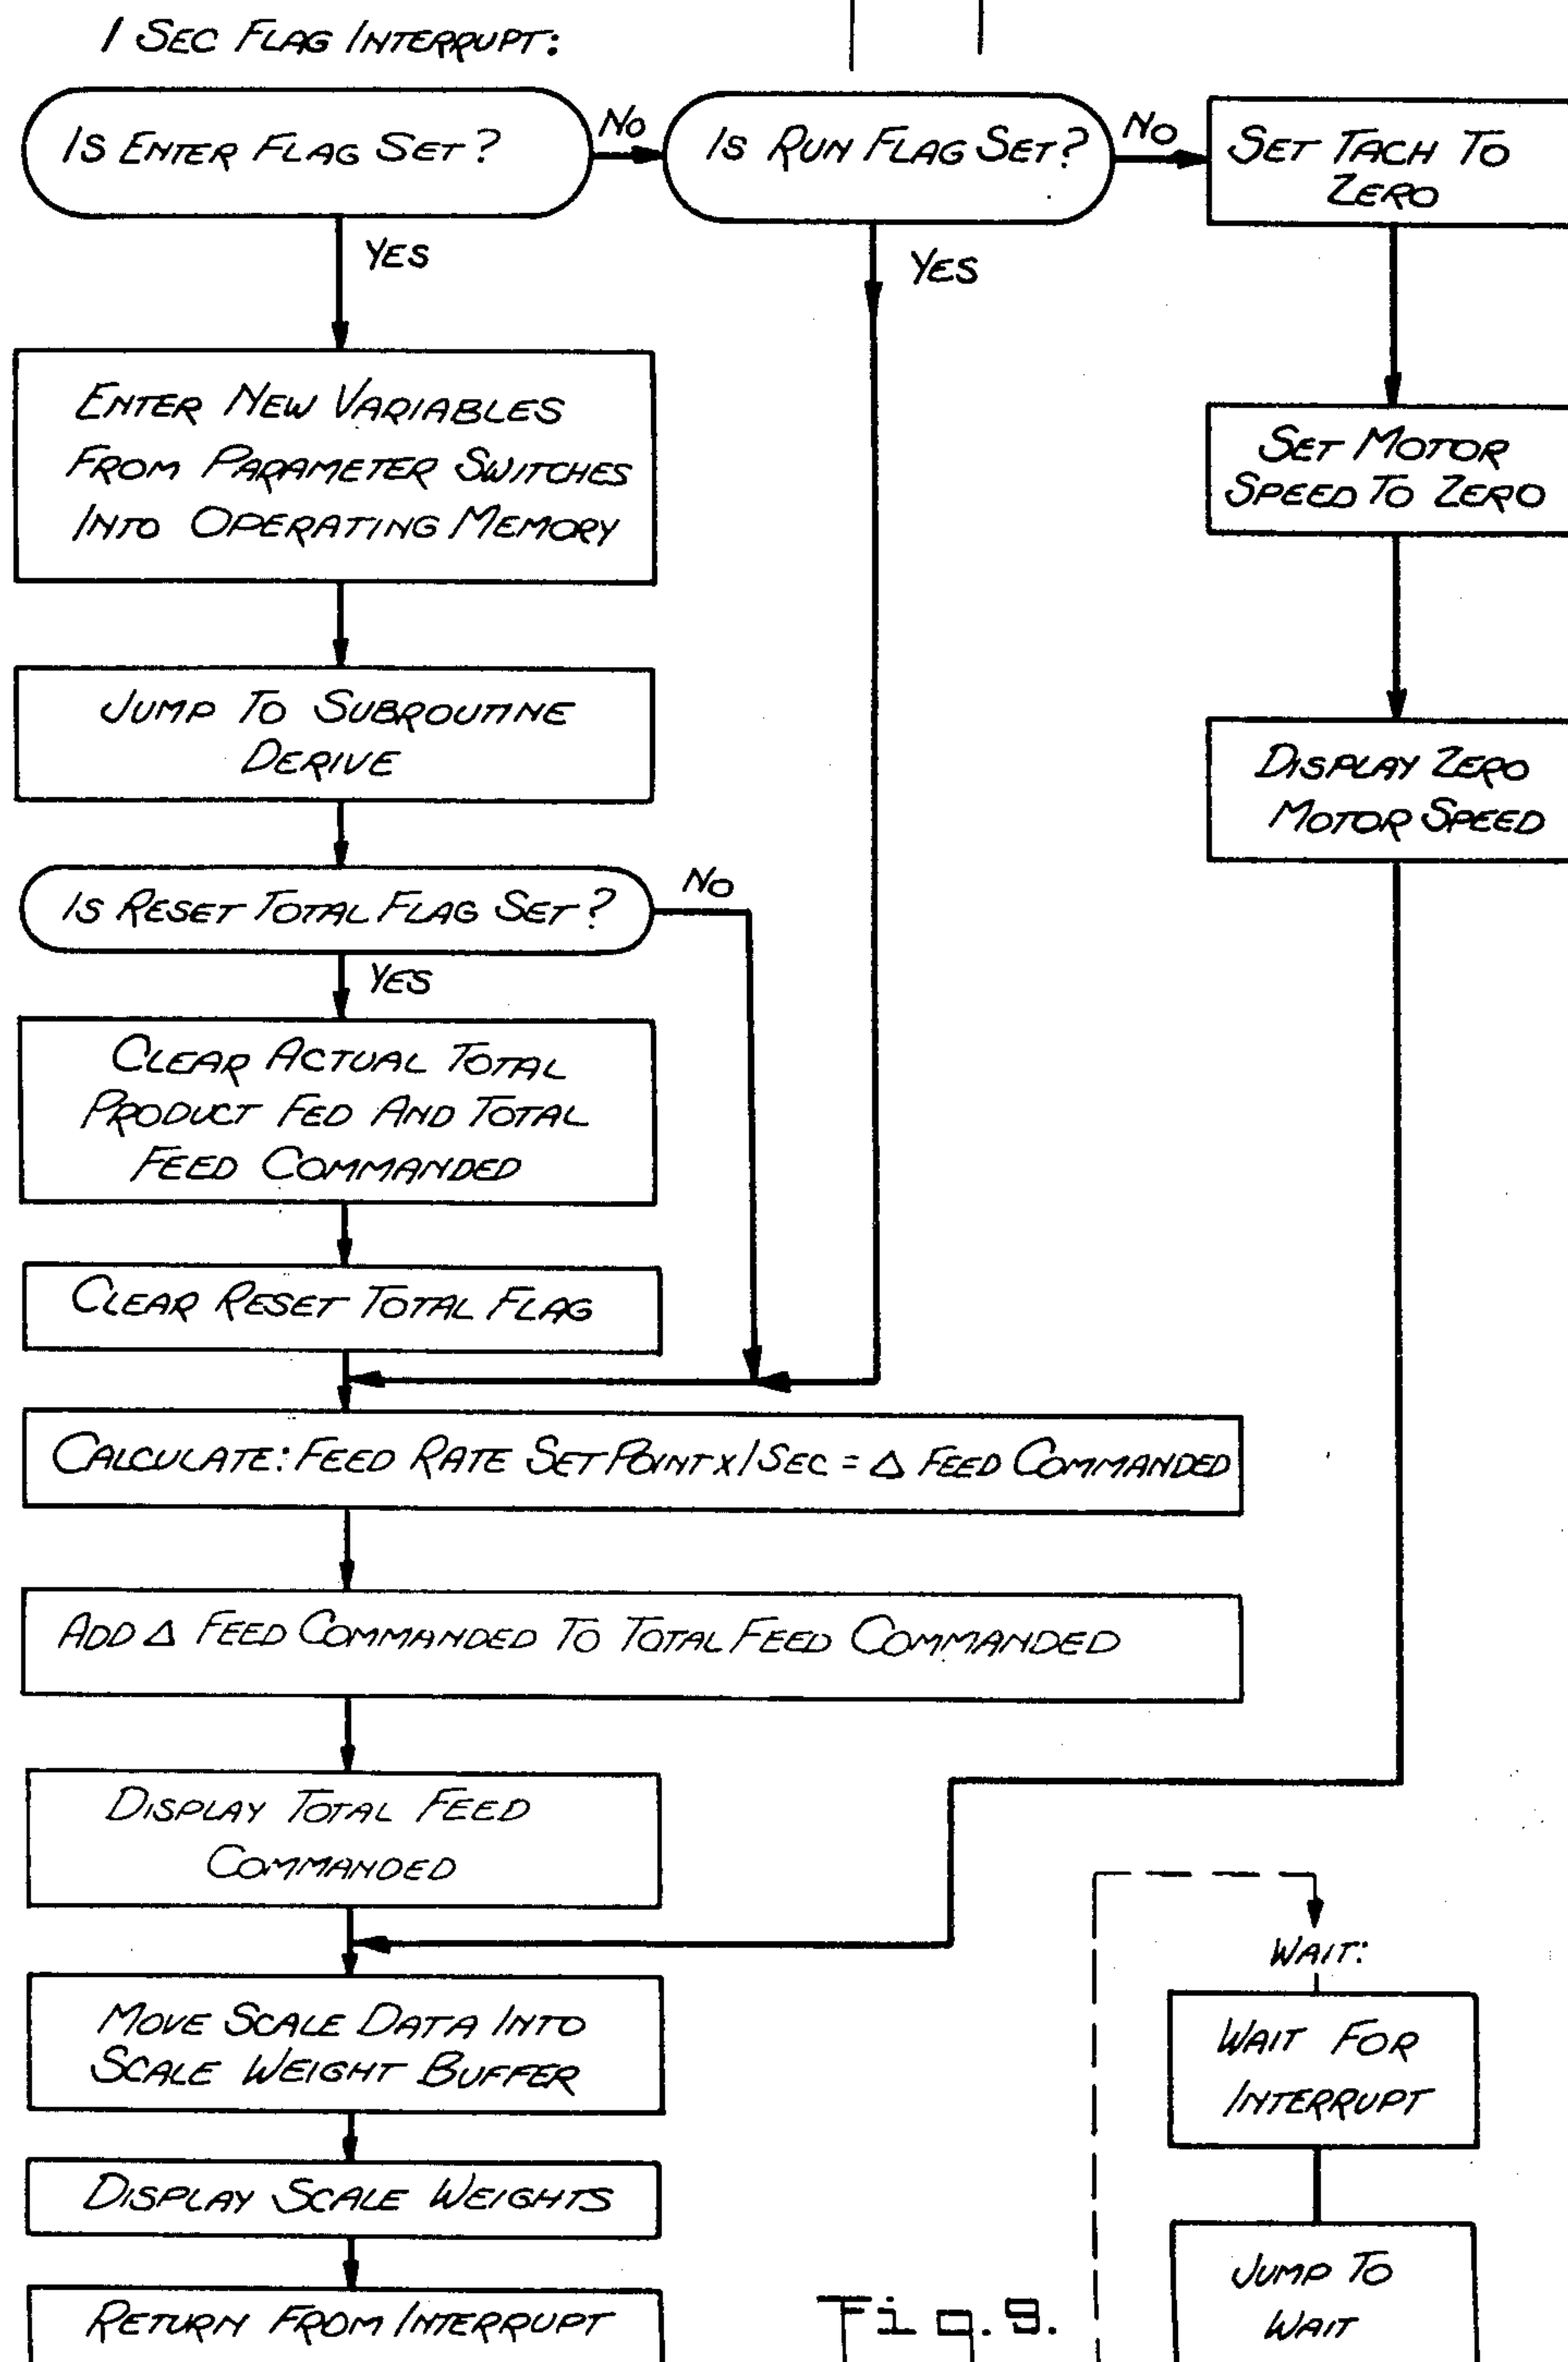 1 SEC FLAG INTERRUPT:
IS ENTER FLAG SET?
NO
IS RUN FLAG SET?
NO
SET TACH TO
ZERO
YES
YES
ENTER NEW VARIABLES
FROM PARAMETER SWITCHES
INTO OPERATING MEMORY
SET MOTOR
SPEED TO ZERO
JUMP TO SUBROUTINE
DERIVE
DISPLAY ZERO
MOTOR SPEED
IS RESET TOTAL FLAG SET?
NO
YES
CLEAR ACTUAL TOTAL
PRODUCT FED AND TOTAL
FEED COMMANDED
CLEAR RESET TOTAL FLAG
CALCULATE: FEED RATE SET POINT X 1 SEC = Δ FEED COMMANDED
ADD Δ FEED COMMANDED TO TOTAL FEED COMMANDED
DISPLAY TOTAL FEED
COMMANDED
MOVE SCALE DATA INTO
SCALE WEIGHT BUFFER
DISPLAY SCALE WEIGHTS
RETURN FROM INTERRUPT
WAIT:
WAIT FOR
INTERRUPT
JUMP TO
WAIT
Fig.9.